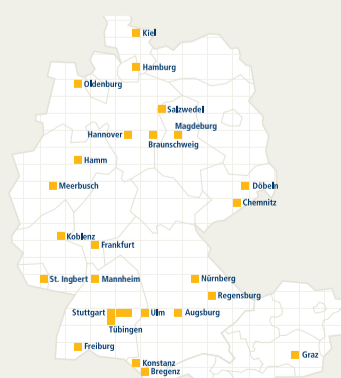 Kiel
Hamburg
Oldenburg
Salzwedel
Magdeburg
Hannover
Braunschweig
Hamm
Meerbusch
Döbeln
Chemnitz
Koblenz
Frankfurt
St. Ingbert
Mannheim
Nürnberg
Regensburg
Stuttgart
Ulm
Augsburg
Tübingen
Freiburg
Graz
Konstanz
Bregenz